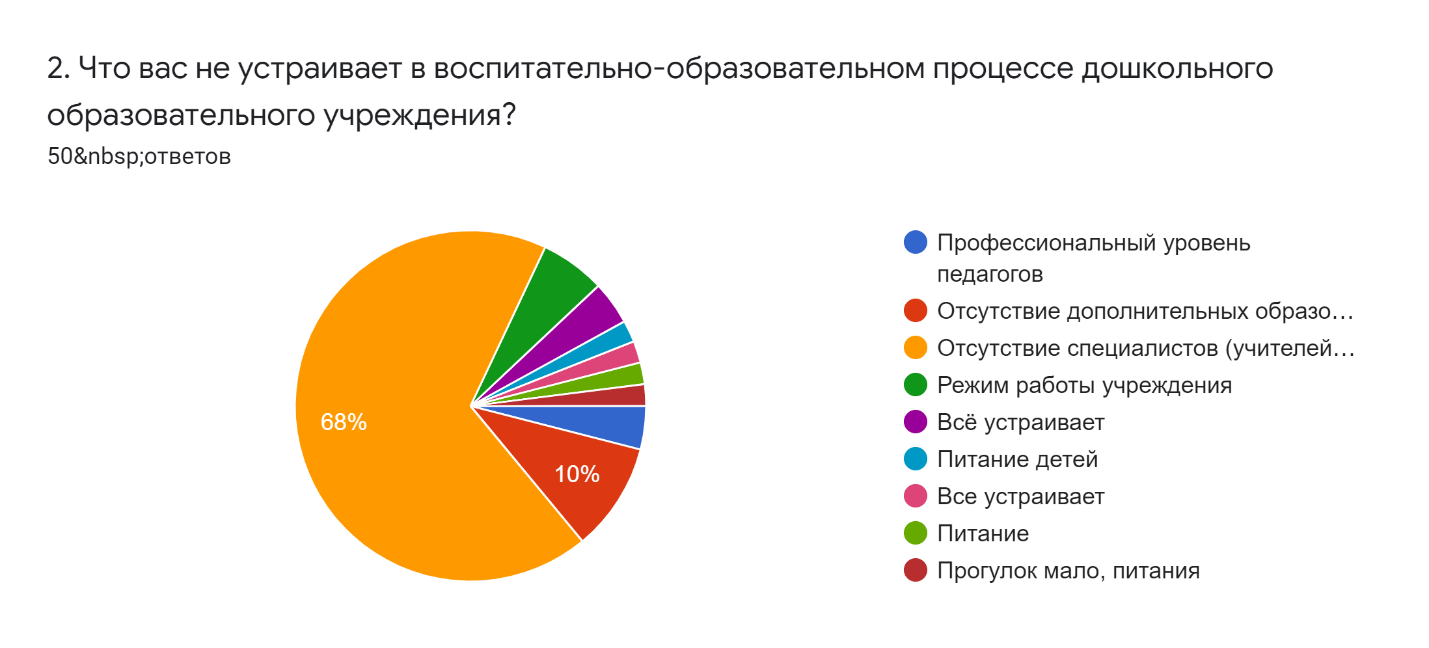 2. Что вас не устраивает в воспитательно-образовательном процессе дошкольного
образовательного учреждения?
50&nbsp;ответов
68%
10%
Профессиональный уровень
педагогов
Отсутствие дополнительных образо…
Отсутствие специалистов (учителей…
Режим работы учреждения
Всё устраивает
Питание детей
Все устраивает
Питание
Прогулок мало, питания